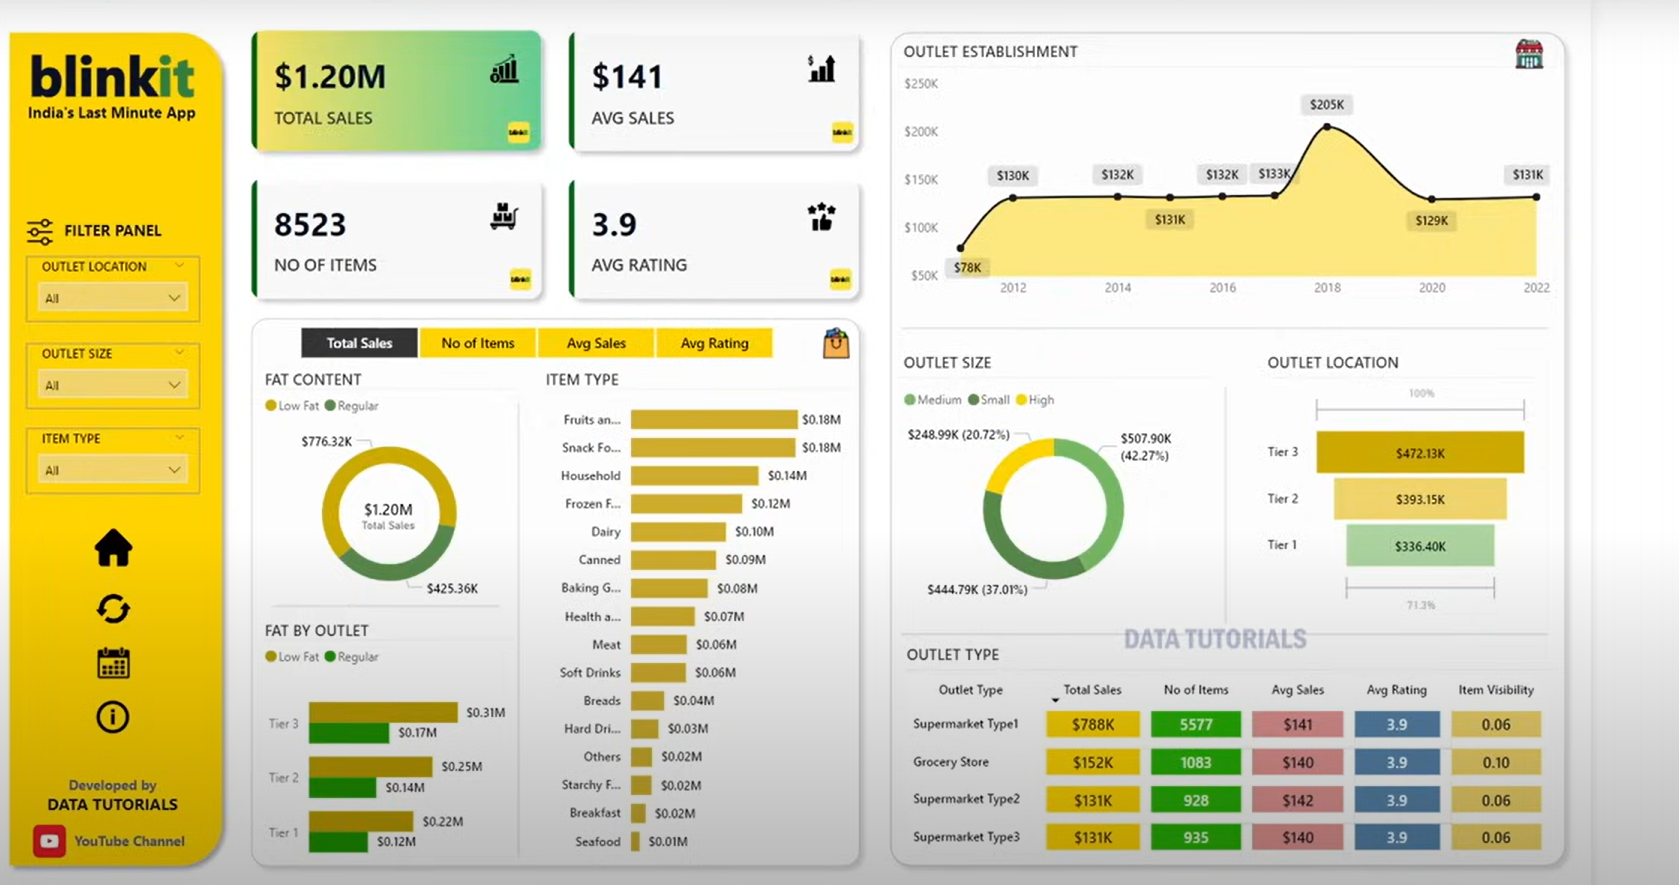 blinkit
India's Last Minute App
FILTER PANEL
OUTLET LOCATION
All
OUTLET SIZE
All
ITEM TYPE
All
Developed by
DATA TUTORIALS
YouTube Channel
$1.20M
TOTAL SALES
blinkit
$141
AVG SALES
blinkit
8523
NO OF ITEMS
blinkit
3.9
AVG RATING
blinkit
Total Sales No of Items Avg Sales Avg Rating
FAT CONTENT
Low Fat Regular
$776.32K
$1.20M
Total Sales
$425.36K
FAT BY OUTLET
Low Fat Regular
Tier 3 $0.31M
$0.17M
Tier 2 $0.25M
$0.14M
Tier 1 $0.22M
$0.12M
ITEM TYPE
Fruits an... $0.18M
Snack Fo... $0.18M
Household $0.14M
Frozen F... $0.12M
Dairy $0.10M
Canned $0.09M
Baking G... $0.08M
Health a... $0.07M
Meat $0.06M
Soft Drinks $0.06M
Breads $0.04M
Hard Dri... $0.03M
Others $0.02M
Starchy F... $0.02M
Breakfast $0.02M
Seafood $0.01M
OUTLET ESTABLISHMENT
$250K
$200K
$150K
$100K
$50K
$78K $130K $132K $131K $132K $133K $205K $129K $131K
2012 2014 2016 2018 2020 2022
OUTLET SIZE
Medium Small High
$248.99K (20.72%)
$507.90K
(42.27%)
$444.79K (37.01%)
OUTLET LOCATION
100%
Tier 3 $472.13K
Tier 2 $393.15K
Tier 1 $336.40K
71.3%
DATA TUTORIALS
OUTLET TYPE
Outlet Type Total Sales No of Items Avg Sales Avg Rating Item Visibility
Supermarket Type1 $788K 5577 $141 3.9 0.06
Grocery Store $152K 1083 $140 3.9 0.10
Supermarket Type2 $131K 928 $142 3.9 0.06
Supermarket Type3 $131K 935 $140 3.9 0.06